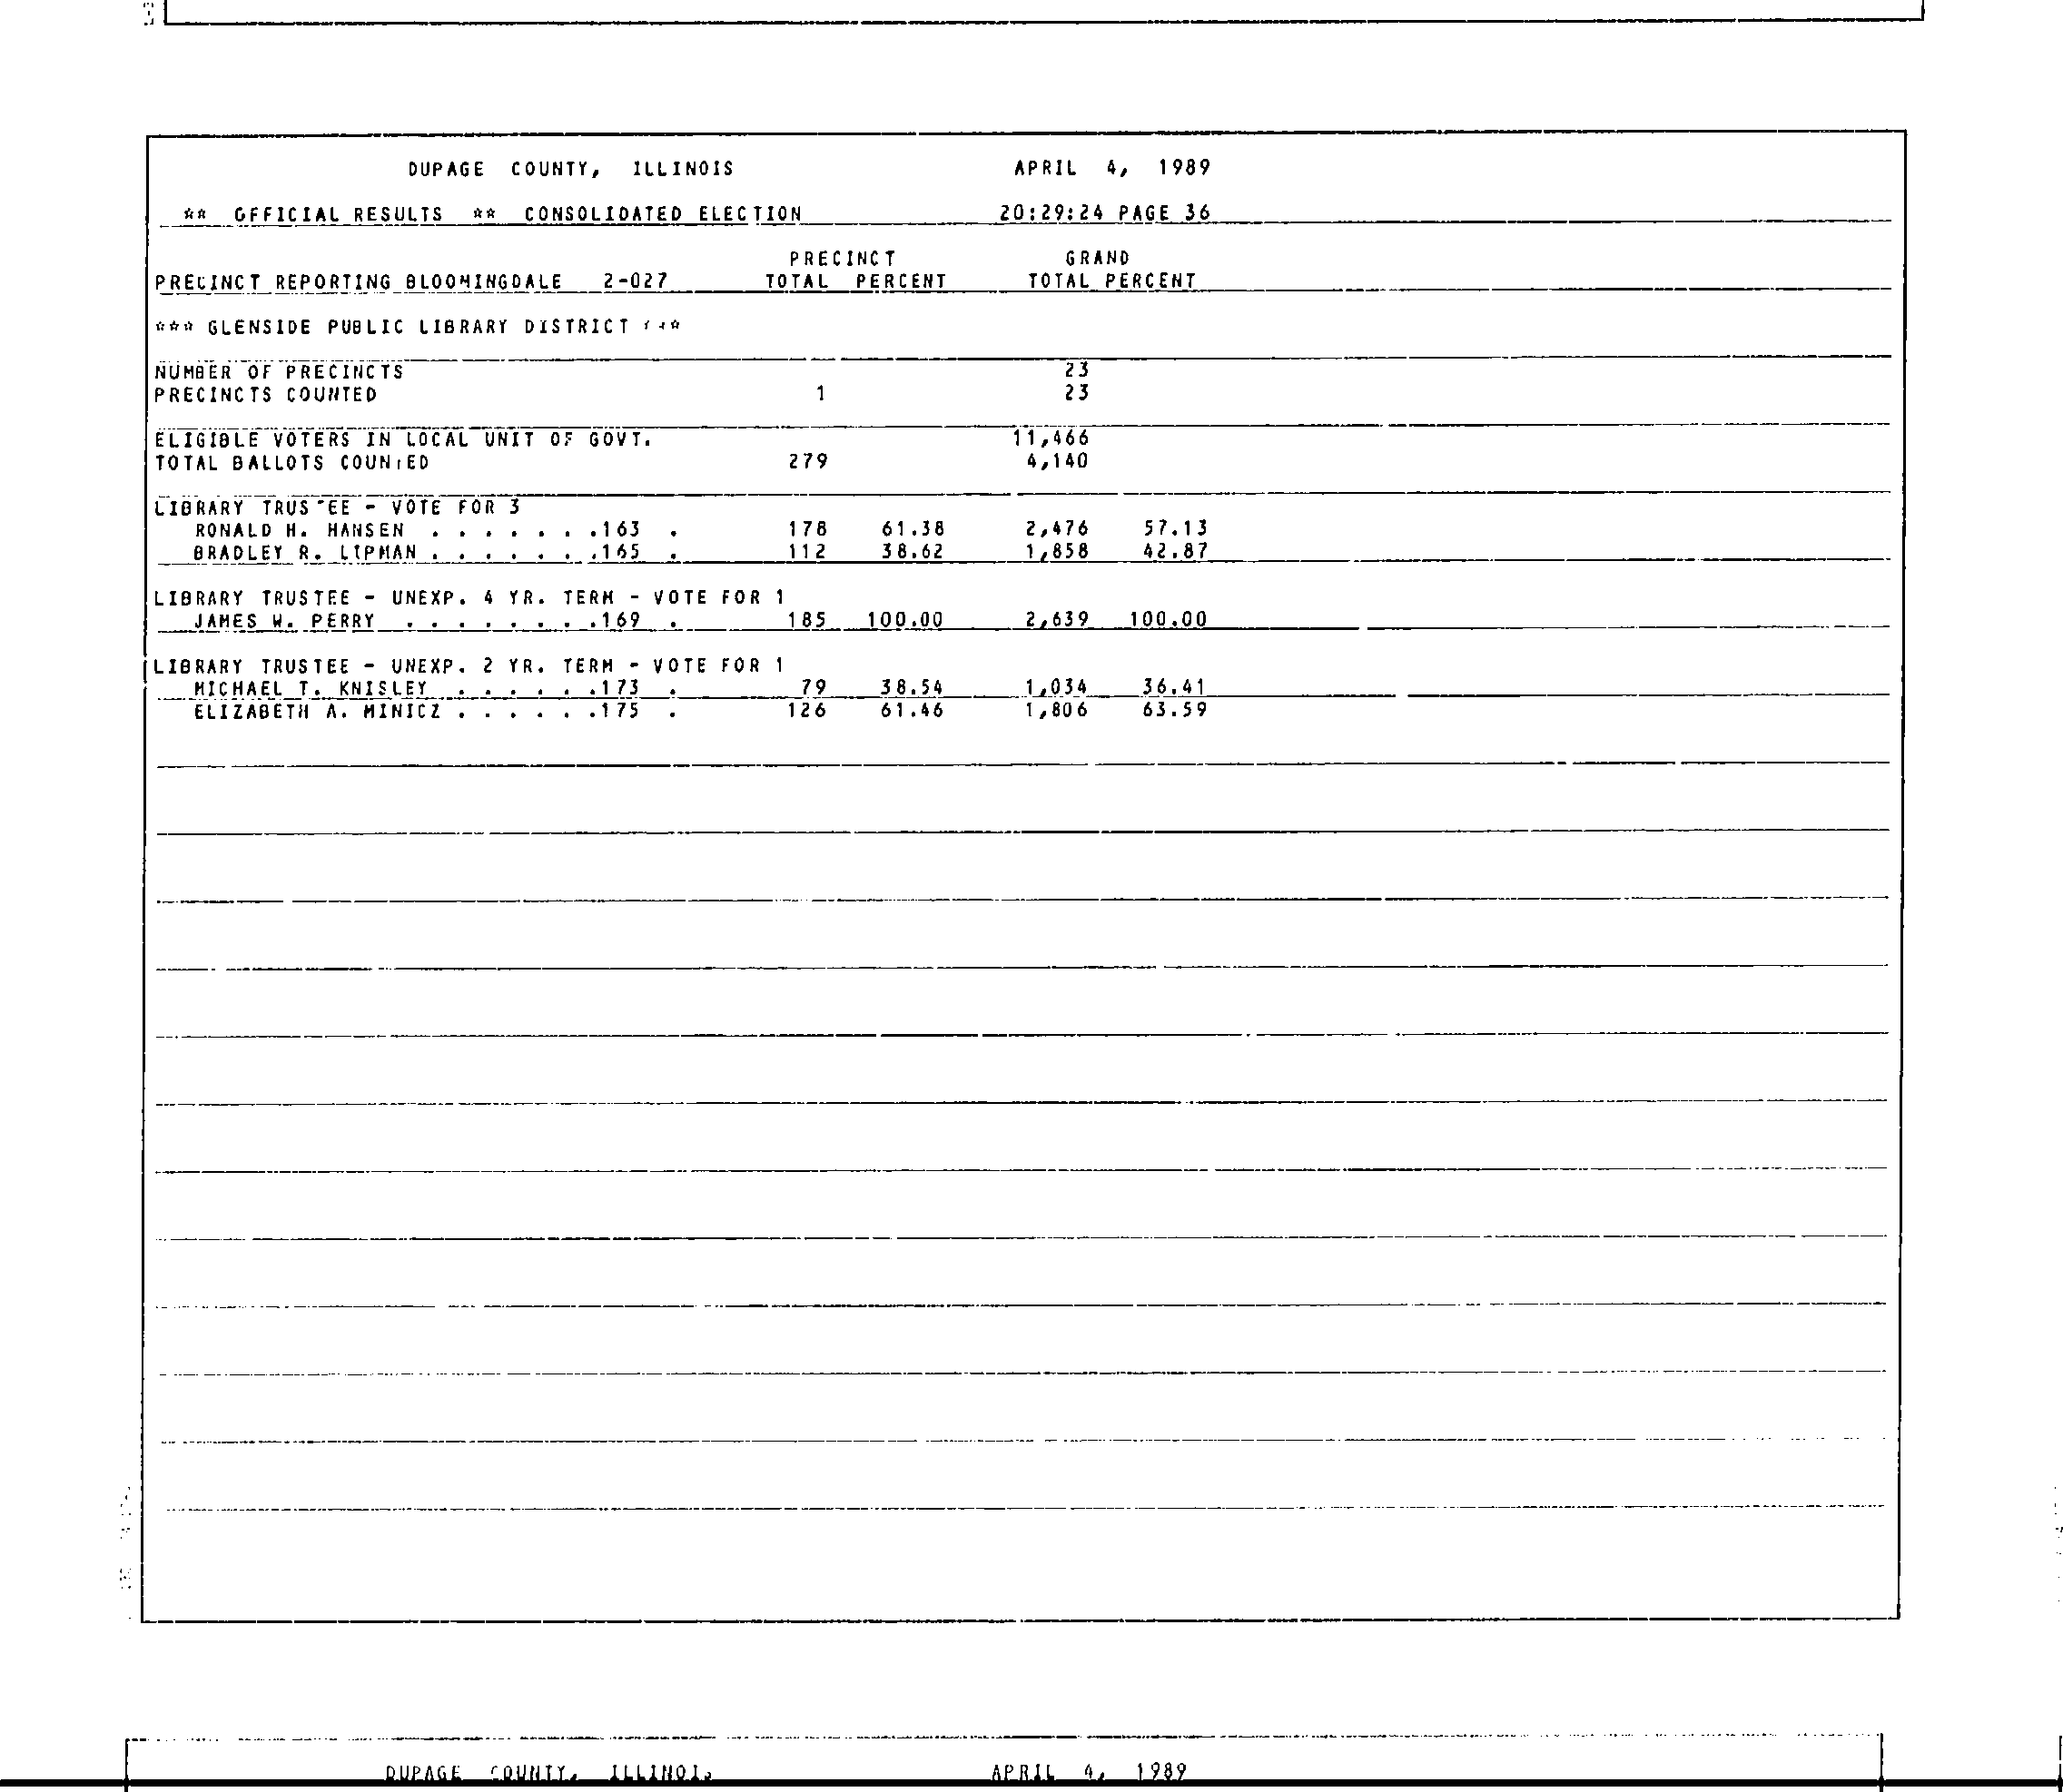 DUPAGE COUNTY, ILLINOIS APRIL 4, 1989
** OFFICIAL RESULTS ** CONSOLIDATED ELECTION 20:29:24 PAGE 36
PRECINCT GRAND
PRECINCT REPORTING BLOOMINGDALE 2-027 TOTAL PERCENT TOTAL PERCENT
*** GLENSIDE PUBLIC LIBRARY DISTRICT ***
NUMBER OF PRECINCTS 23
PRECINCTS COUNTED 1 23
ELIGIBLE VOTERS IN LOCAL UNIT OF GOVT. 11,466
TOTAL BALLOTS COUNTED 279 4,140
LIBRARY TRUSTEE - VOTE FOR 3
RONALD H. HANSEN . . . . . . .163 . 178 61.38 2,476 57.13
BRADLEY R. LIPMAN . . . . . . .165 . 112 38.62 1,858 42.87
LIBRARY TRUSTEE - UNEXP. 4 YR. TERM - VOTE FOR 1
JAMES W. PERRY . . . . . . . .169 . 185 100.00 2,639 100.00
LIBRARY TRUSTEE - UNEXP. 2 YR. TERM - VOTE FOR 1
MICHAEL T. KNISLEY . . . . . .173 . 79 38.54 1,034 36.41
ELIZABETH A. MINICZ . . . . . .175 . 126 61.46 1,806 63.59
DUPAGE COUNTY, ILLINOIS APRIL 4, 1989